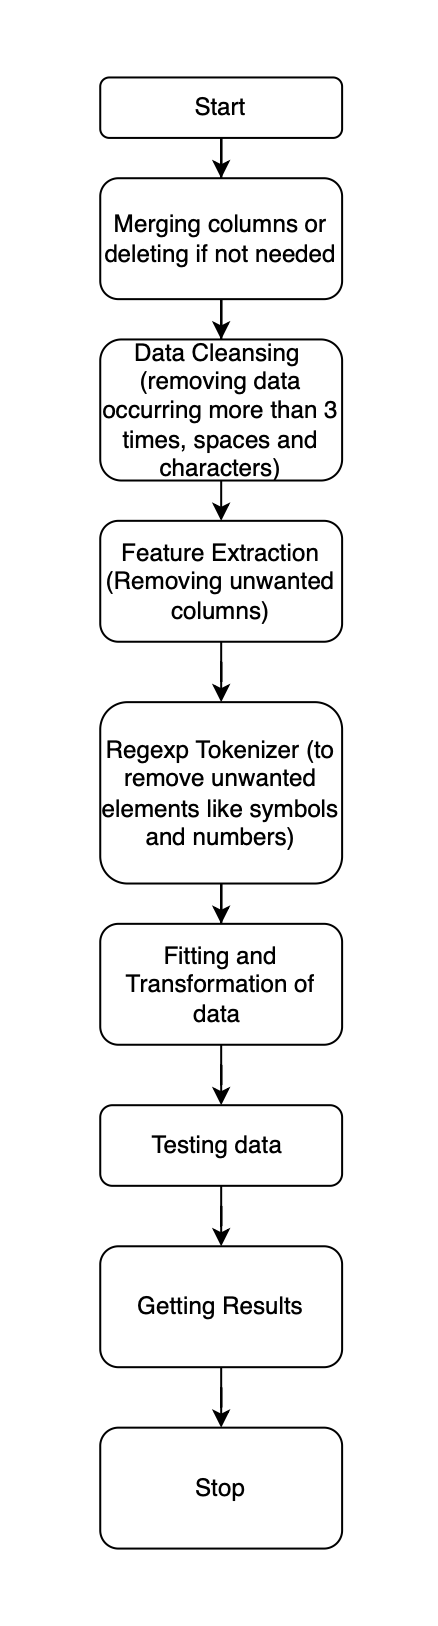 Start
Merging columns or
deleting if not needed
Data Cleansing
(removing data
occurring more than 3
times, spaces and
characters)
Feature Extraction
(Removing unwanted
columns)
Regexp Tokenizer (to
remove unwanted
elements like symbols
and numbers)
Fitting and
Transformation of
data
Testing data
Getting Results
Stop